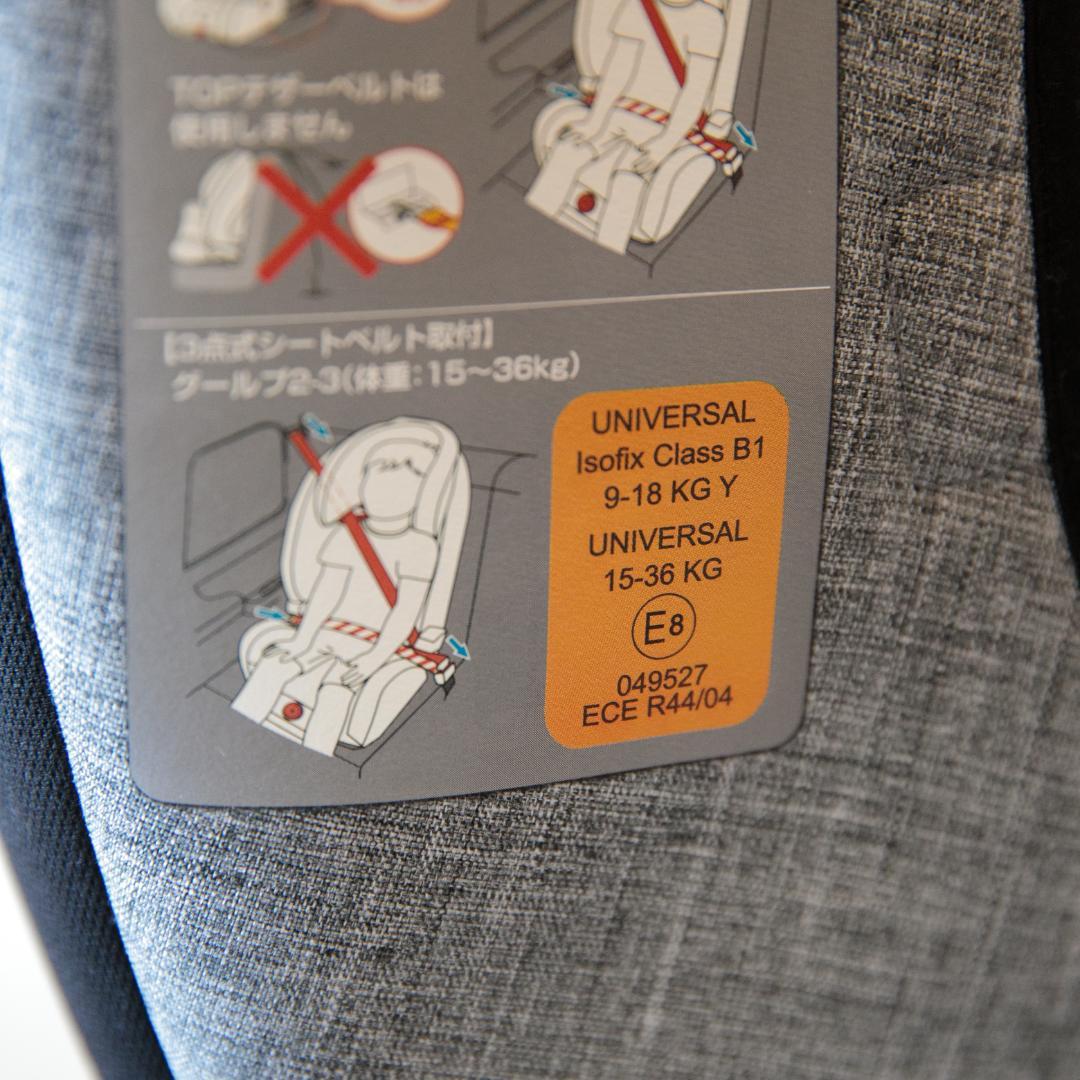 TOPテザーベルトは
使用しません
【3点式シートベルト取付】
グールプ2-3(体重:15～36kg)
UNIVERSAL
Isofix Class B1
9-18 KG Y
UNIVERSAL
15-36 KG
E8
049527
ECE R44/04